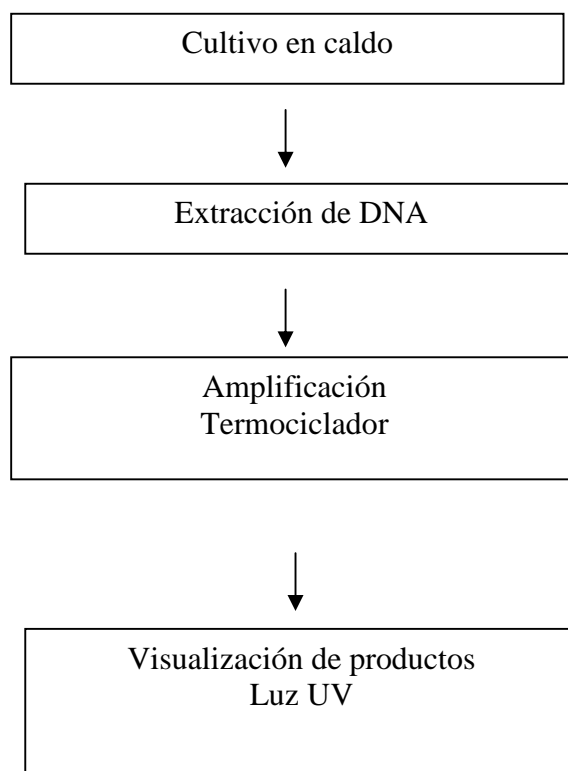 Cultivo en caldo
Extracción de DNA
Amplificación
Termociclador
Visualización de productos
Luz UV